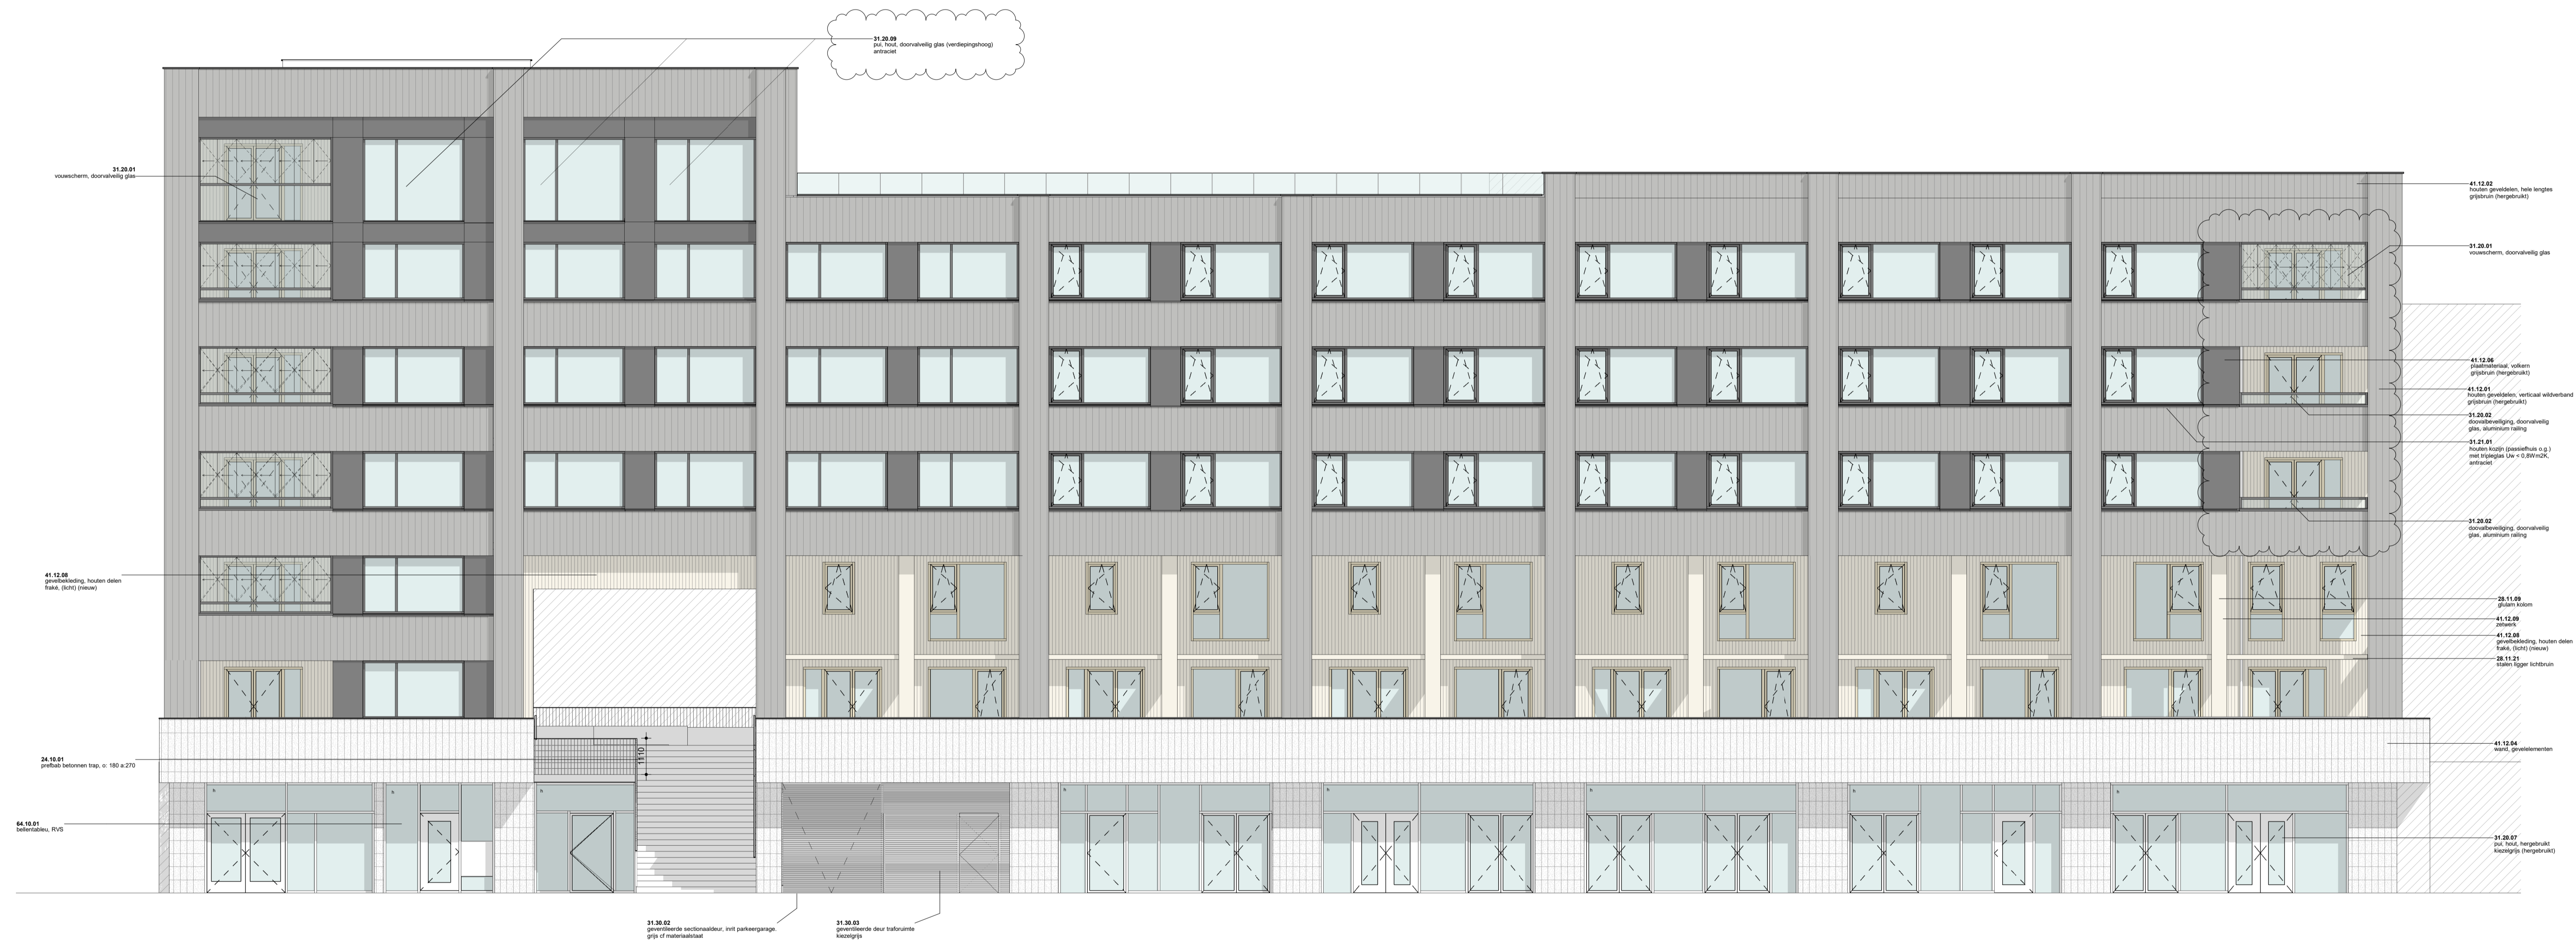 31.20.09
pui, hout, doorvalveilig glas (verdiepingshoog)
antraciet
31.20.01
vouwscherm, doorvalveilig glas
41.12.02
houten geveldelen, hele lengtes
grijsbruin (hergebruikt)
31.20.01
vouwscherm, doorvalveilig glas
41.12.06
plaatmateriaal, volkern
grijsbruin (hergebruikt)
41.12.01
houten geveldelen, verticaal wildverband
grijsbruin (hergebruikt)
31.20.02
doovalbeveiliging, doorvalveilig
glas, aluminium railing
31.21.01
houten kozijn (passiefhuis o.g.)
met tripleglas Uw < 0,8Wm2K,
antraciet
31.20.02
doovalbeveiliging, doorvalveilig
glas, aluminium railing
41.12.08
gevelbekleding, houten delen
fraké, (licht) (nieuw)
28.11.09
glulam kolom
41.12.09
zetwerk
41.12.08
gevelbekleding, houten delen
fraké, (licht) (nieuw)
28.11.21
stalen ligger lichtbruin
41.12.04
wand, gevelelementen
24.10.01
prefbab betonnen trap, o: 180 a:270
1110
h
h
h
h
h
h
h
h
64.10.01
bellentableu, RVS
31.20.07
pui, hout, hergebruikt
kiezelgrijs (hergebruikt)
31.30.02
geventileerde sectionaaldeur, inrit parkeergarage.
grijs cf materiaalstaat
31.30.03
geventileerde deur traforuimte
kiezelgrijs